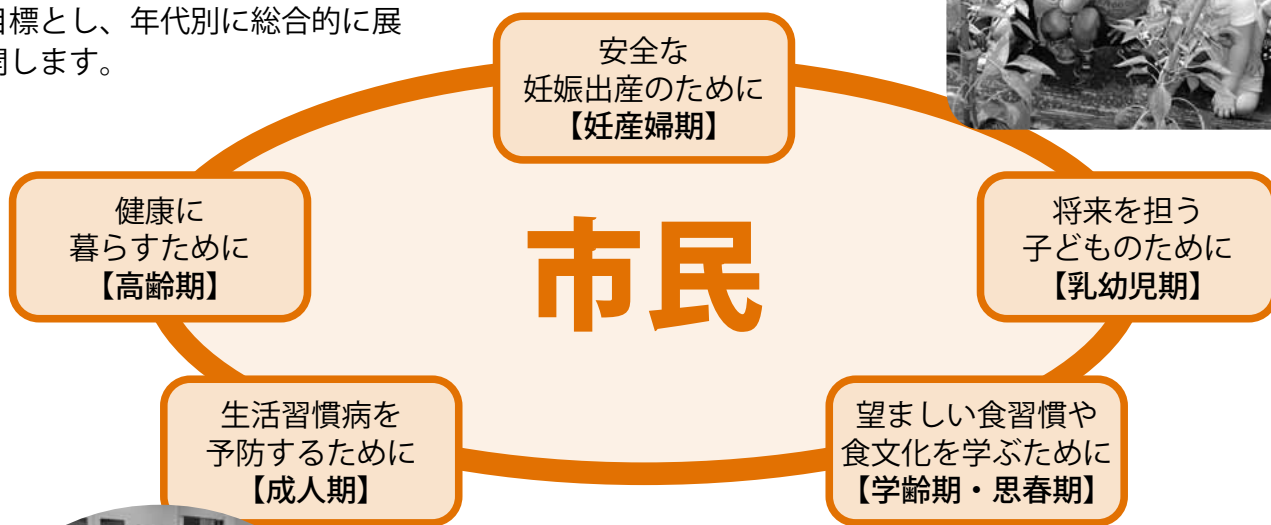 目標とし、年代別に総合的に展
開します。
安全な
妊娠出産のために
【妊産婦期】
将来を担う
子どものために
【乳幼児期】
望ましい食習慣や
食文化を学ぶために
【学齢期・思春期】
生活習慣病を
予防するために
【成人期】
健康に
暮らすために
【高齢期】
市民